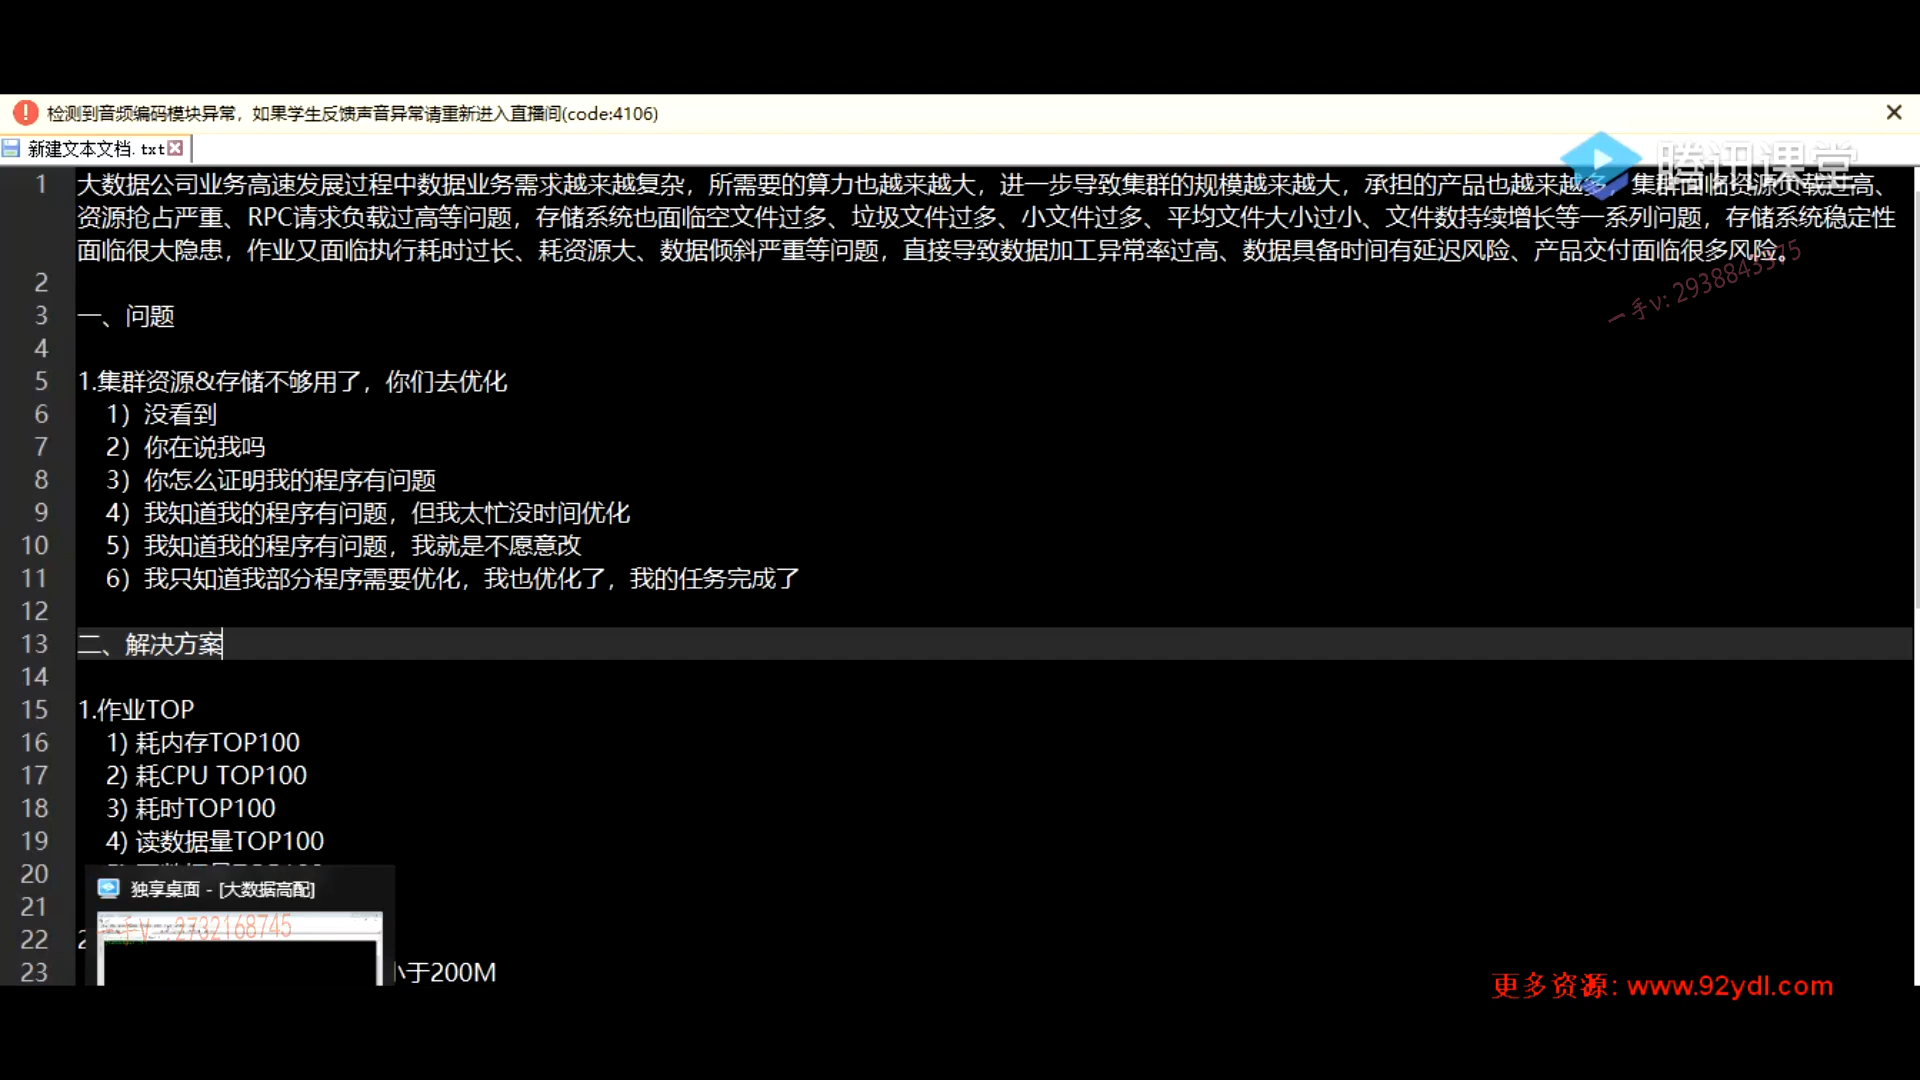 检测到音频编码模块异常，如果学生反馈声音异常请重新进入直播间(code:4106)
新建文本文档.txt
腾讯课堂
1 大数据公司业务高速发展过程中数据业务需求越来越复杂，所需要的算力也越来越大，进一步导致集群的规模越来越大，承担的产品也越来越多，集群面临资源负载过高、
资源抢占严重、RPC请求负载过高等问题，存储系统也面临空文件过多、垃圾文件过多、小文件过多、平均文件大小过小、文件数持续增长等一系列问题，存储系统稳定性
面临很大隐患，作业又面临执行耗时过长、耗资源大、数据倾斜严重等问题，直接导致数据加工异常率过高、数据具备时间有延迟风险、产品交付面临很多风险。
一手v: 2938843375
2
3 一、问题
4
5 1.集群资源&存储不够用了，你们去优化
6 1）没看到
7 2）你在说我吗
8 3）你怎么证明我的程序有问题
9 4）我知道我的程序有问题，但我太忙没时间优化
10 5）我知道我的程序有问题，我就是不愿意改
11 6）我只知道我部分程序需要优化，我也优化了，我的任务完成了
12
13 二、解决方案
14
15 1.作业TOP
16 1) 耗内存TOP100
17 2) 耗CPU TOP100
18 3) 耗时TOP100
19 4) 读数据量TOP100
20
独享桌面 - [大数据高配]
21
一手V: 2732168745
22 2
23 小于200M
更多资源: www.92ydl.com